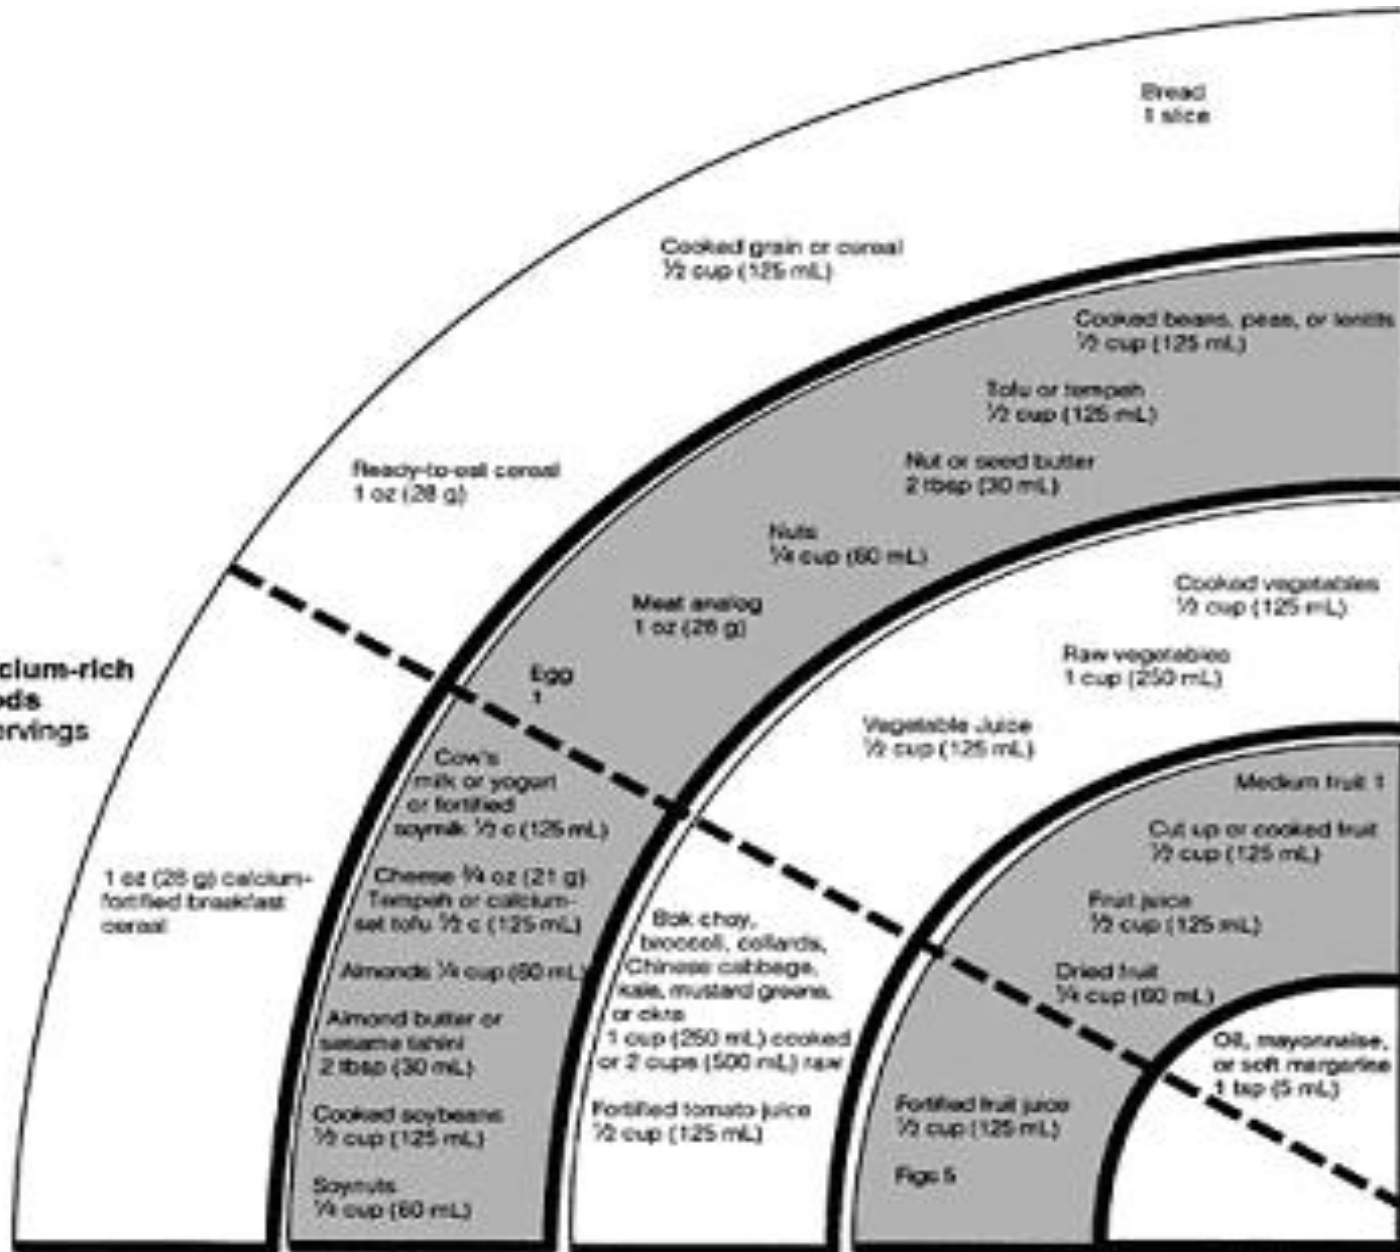 Bread
1 slice
Cooked grain or cereal
½ cup (125 mL)
Ready-to-eat cereal
1 oz (28 g)
Cooked beans, peas, or lentils
½ cup (125 mL)
Tofu or tempeh
½ cup (125 mL)
Nut or seed butter
2 tbsp (30 mL)
Nuts
¼ cup (60 mL)
Meat analog
1 oz (28 g)
Egg
1
Cooked vegetables
½ cup (125 mL)
Raw vegetables
1 cup (250 mL)
Vegetable Juice
½ cup (125 mL)
Medium fruit 1
Cut up or cooked fruit
½ cup (125 mL)
Fruit juice
½ cup (125 mL)
Dried fruit
¼ cup (60 mL)
Oil, mayonnaise,
or soft margarine
1 tsp (5 mL)
cium-rich
ods
ervings
1 oz (28 g) calcium-
fortified breakfast
cereal
Cow's
milk or yogurt
or fortified
soymilk ½ c (125 mL)
Cheese ¾ oz (21 g)
Tempeh or calcium-
set tofu ½ c (125 mL)
Almonds ¼ cup (60 mL)
Almond butter or
sesame tahini
2 tbsp (30 mL)
Cooked soybeans
½ cup (125 mL)
Soynuts
¼ cup (60 mL)
Bok choy,
broccoli, collards,
Chinese cabbage,
kale, mustard greens,
or okra
1 cup (250 mL) cooked
or 2 cups (500 mL) raw
Fortified tomato juice
½ cup (125 mL)
Fortified fruit juice
½ cup (125 mL)
Figs 5